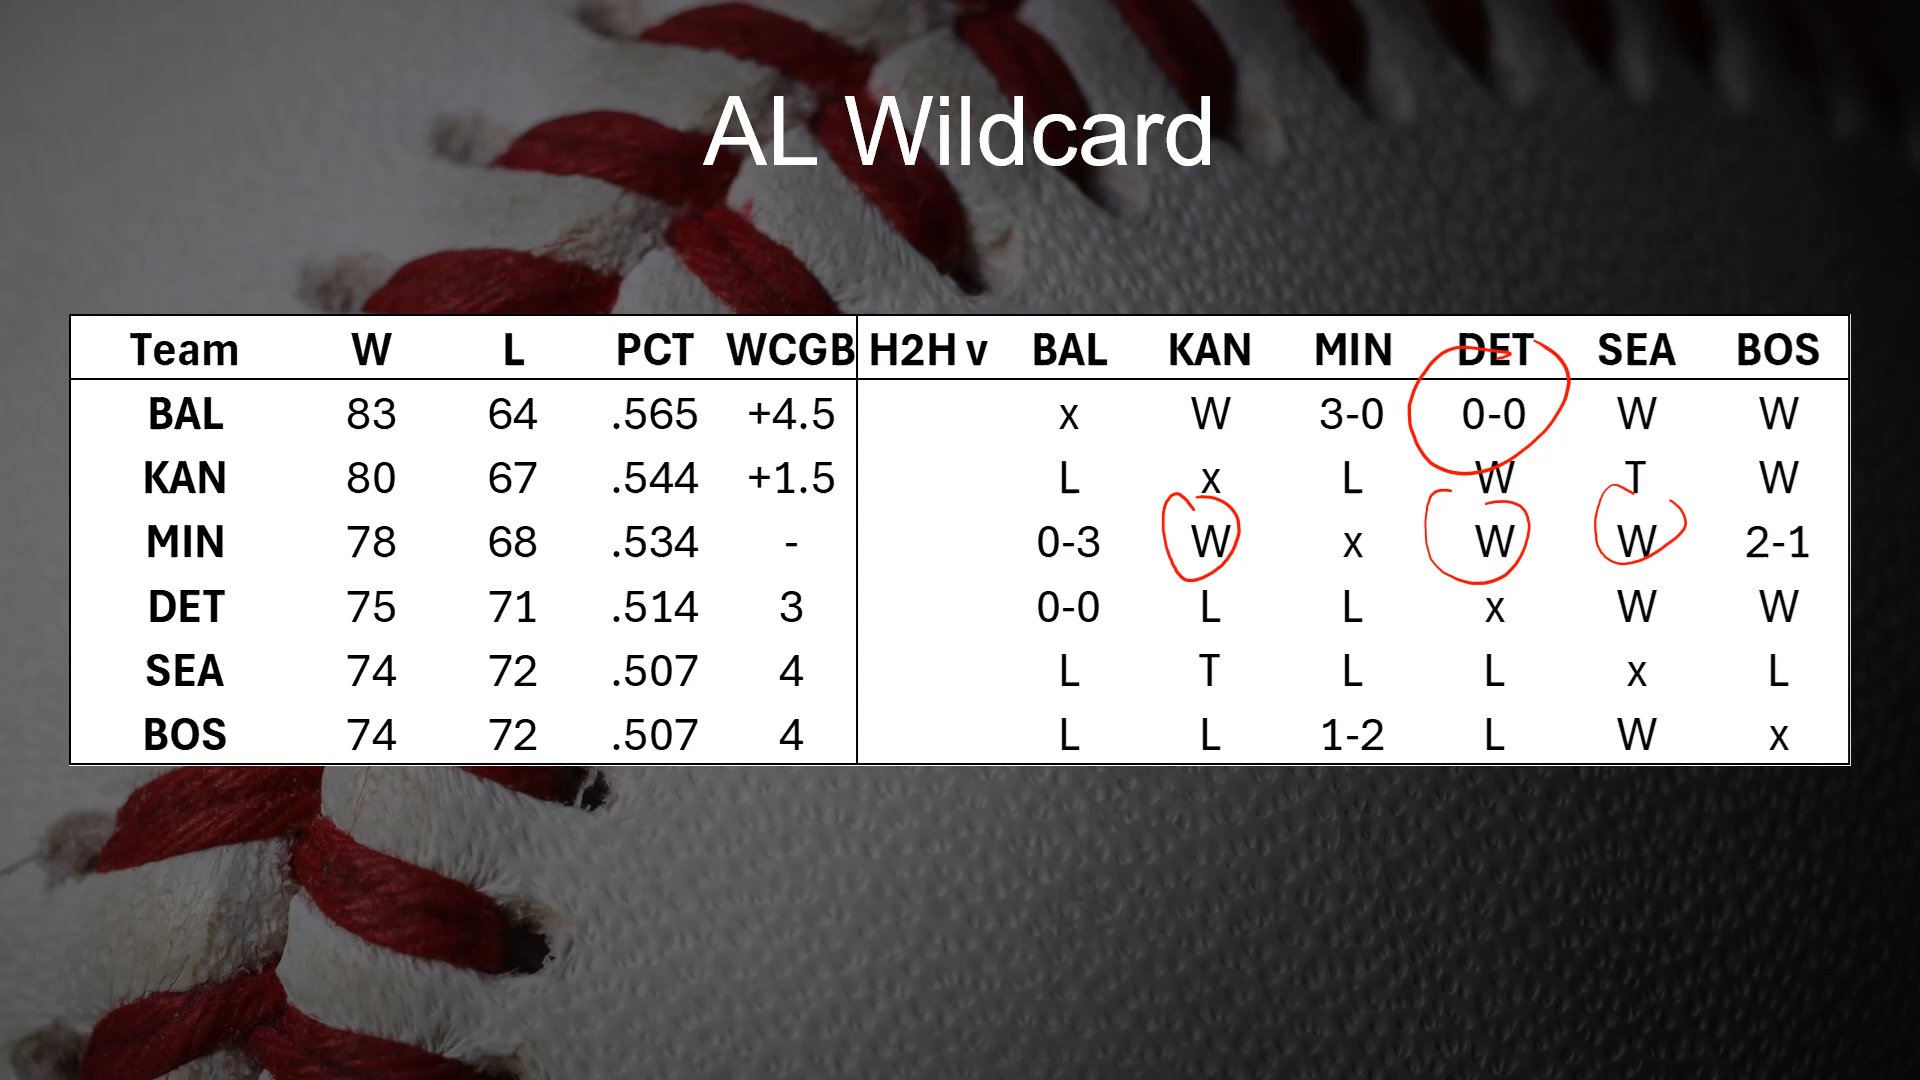 AL Wildcard
Team W L PCT WCGB H2H v BAL KAN MIN DET SEA BOS
BAL 83 64 .565 +4.5 x W 3-0 0-0 W W
KAN 80 67 .544 +1.5 L x L W T W
MIN 78 68 .534 - 0-3 W x W W 2-1
DET 75 71 .514 3 0-0 L L x W W
SEA 74 72 .507 4 L T L L x L
BOS 74 72 .507 4 L L 1-2 L W x